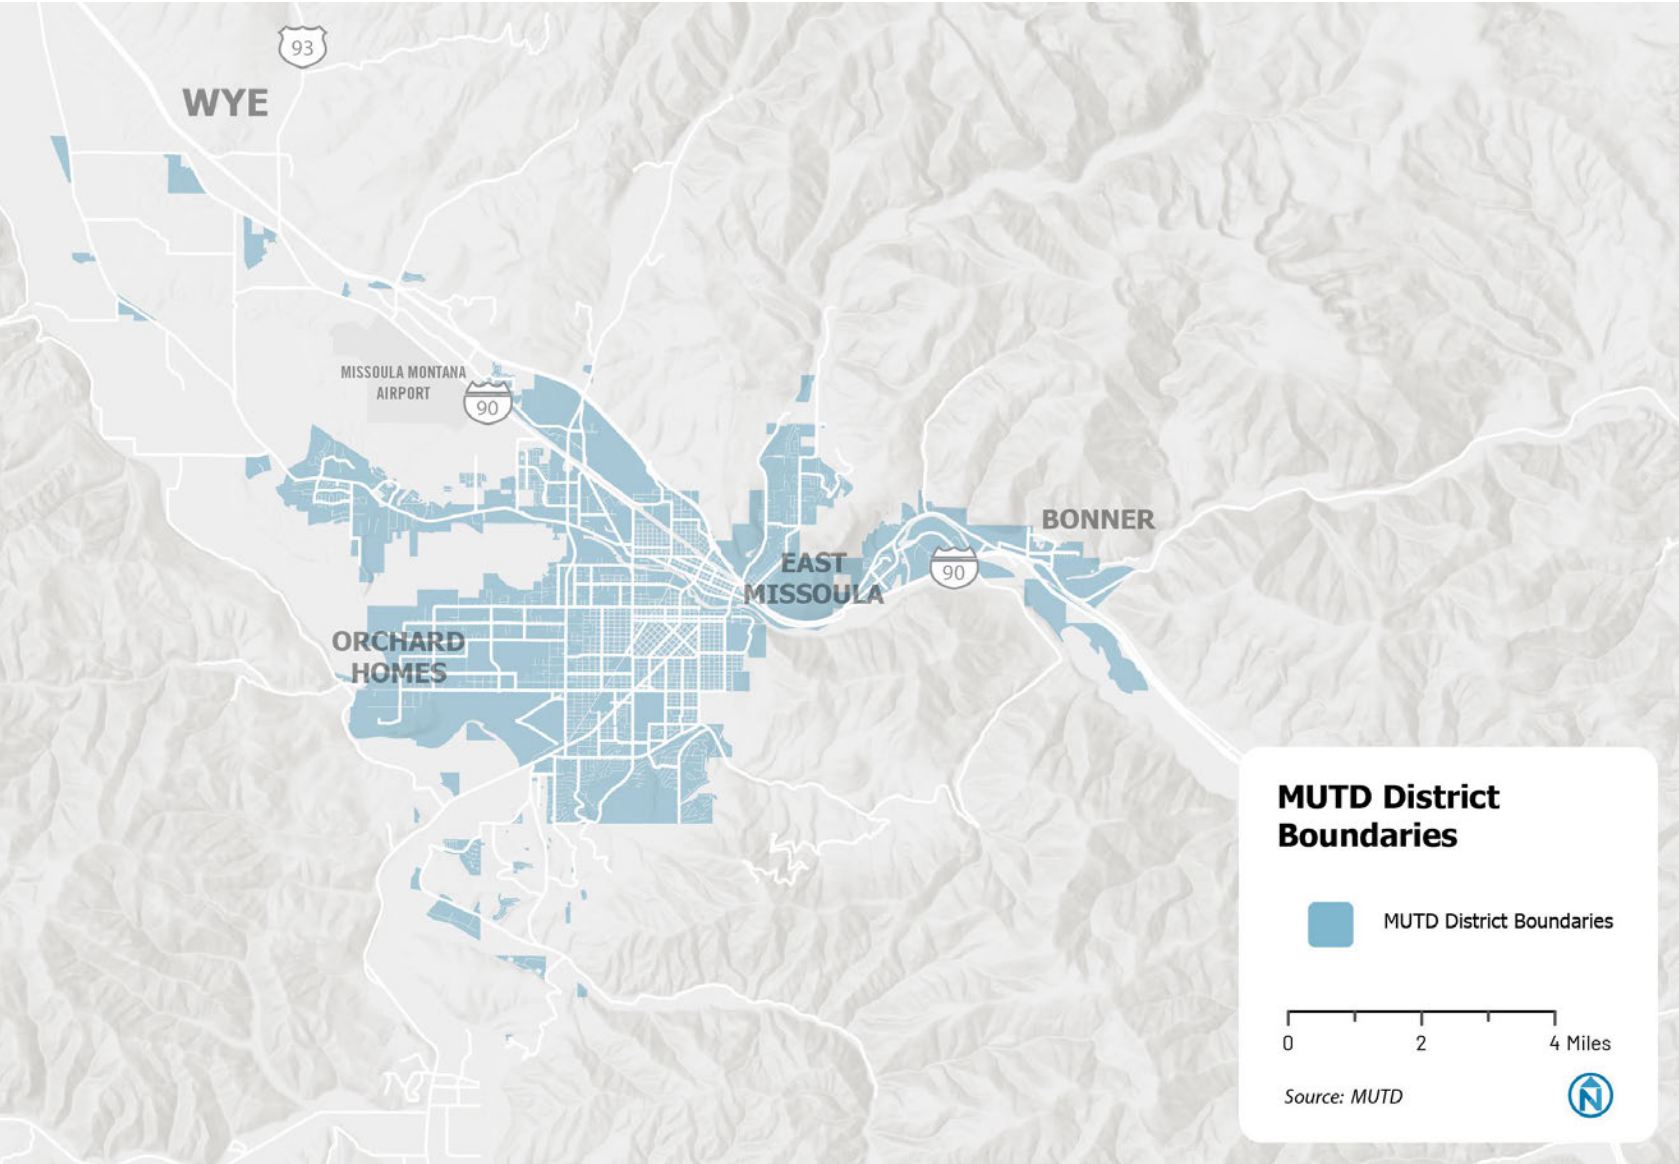 93
WYE
MISSOULA MONTANA
AIRPORT
90
BONNER
EAST
MISSOULA
90
ORCHARD
HOMES
MUTD District
Boundaries
MUTD District Boundaries
0 2 4 Miles
Source: MUTD
N